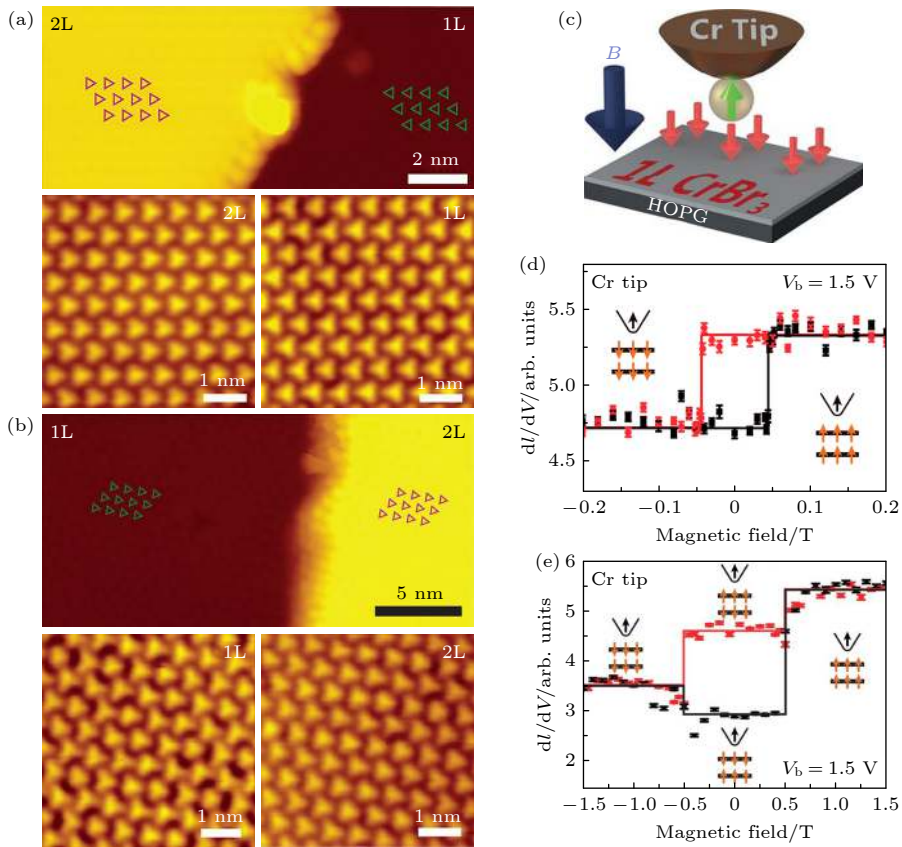 (a)
2L
1L
2 nm
2L
1L
1 nm
1 nm
(b)
1L
2L
5 nm
1L
2L
1 nm
1 nm
(c)
Cr Tip
B
1L CrBr₃
HOPG
(d)
Cr tip
V_b = 1.5 V
dI/dV/arb. units
5.5
5.0
4.5
−0.2
−0.1
0
0.1
0.2
Magnetic field/T
(e)
Cr tip
V_b = 1.5 V
dI/dV/arb. units
6
5
4
3
2
−1.5
−1.0
−0.5
0
0.5
1.0
1.5
Magnetic field/T